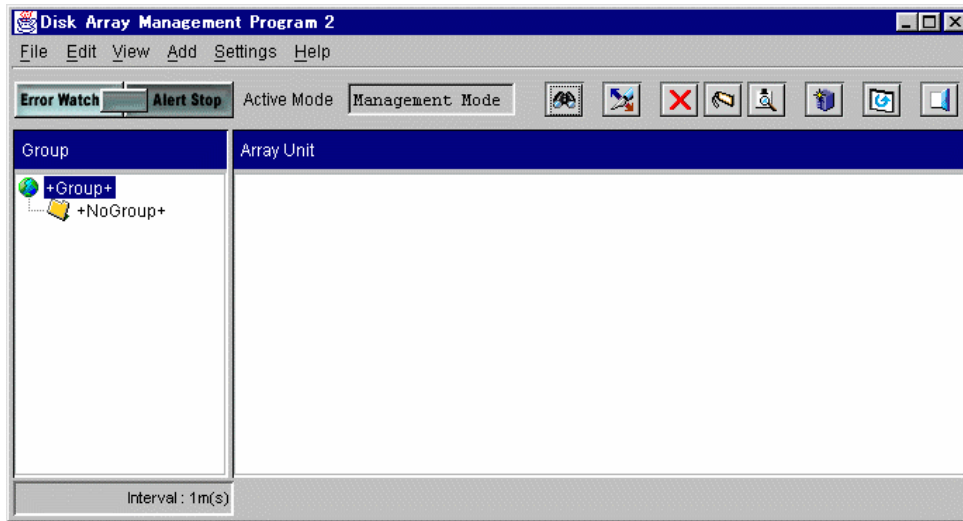 Disk Array Management Program 2
File Edit View Add Settings Help
Error Watch Alert Stop Active Mode Management Mode
Group Array Unit
+Group+
+NoGroup+
Interval : 1m(s)